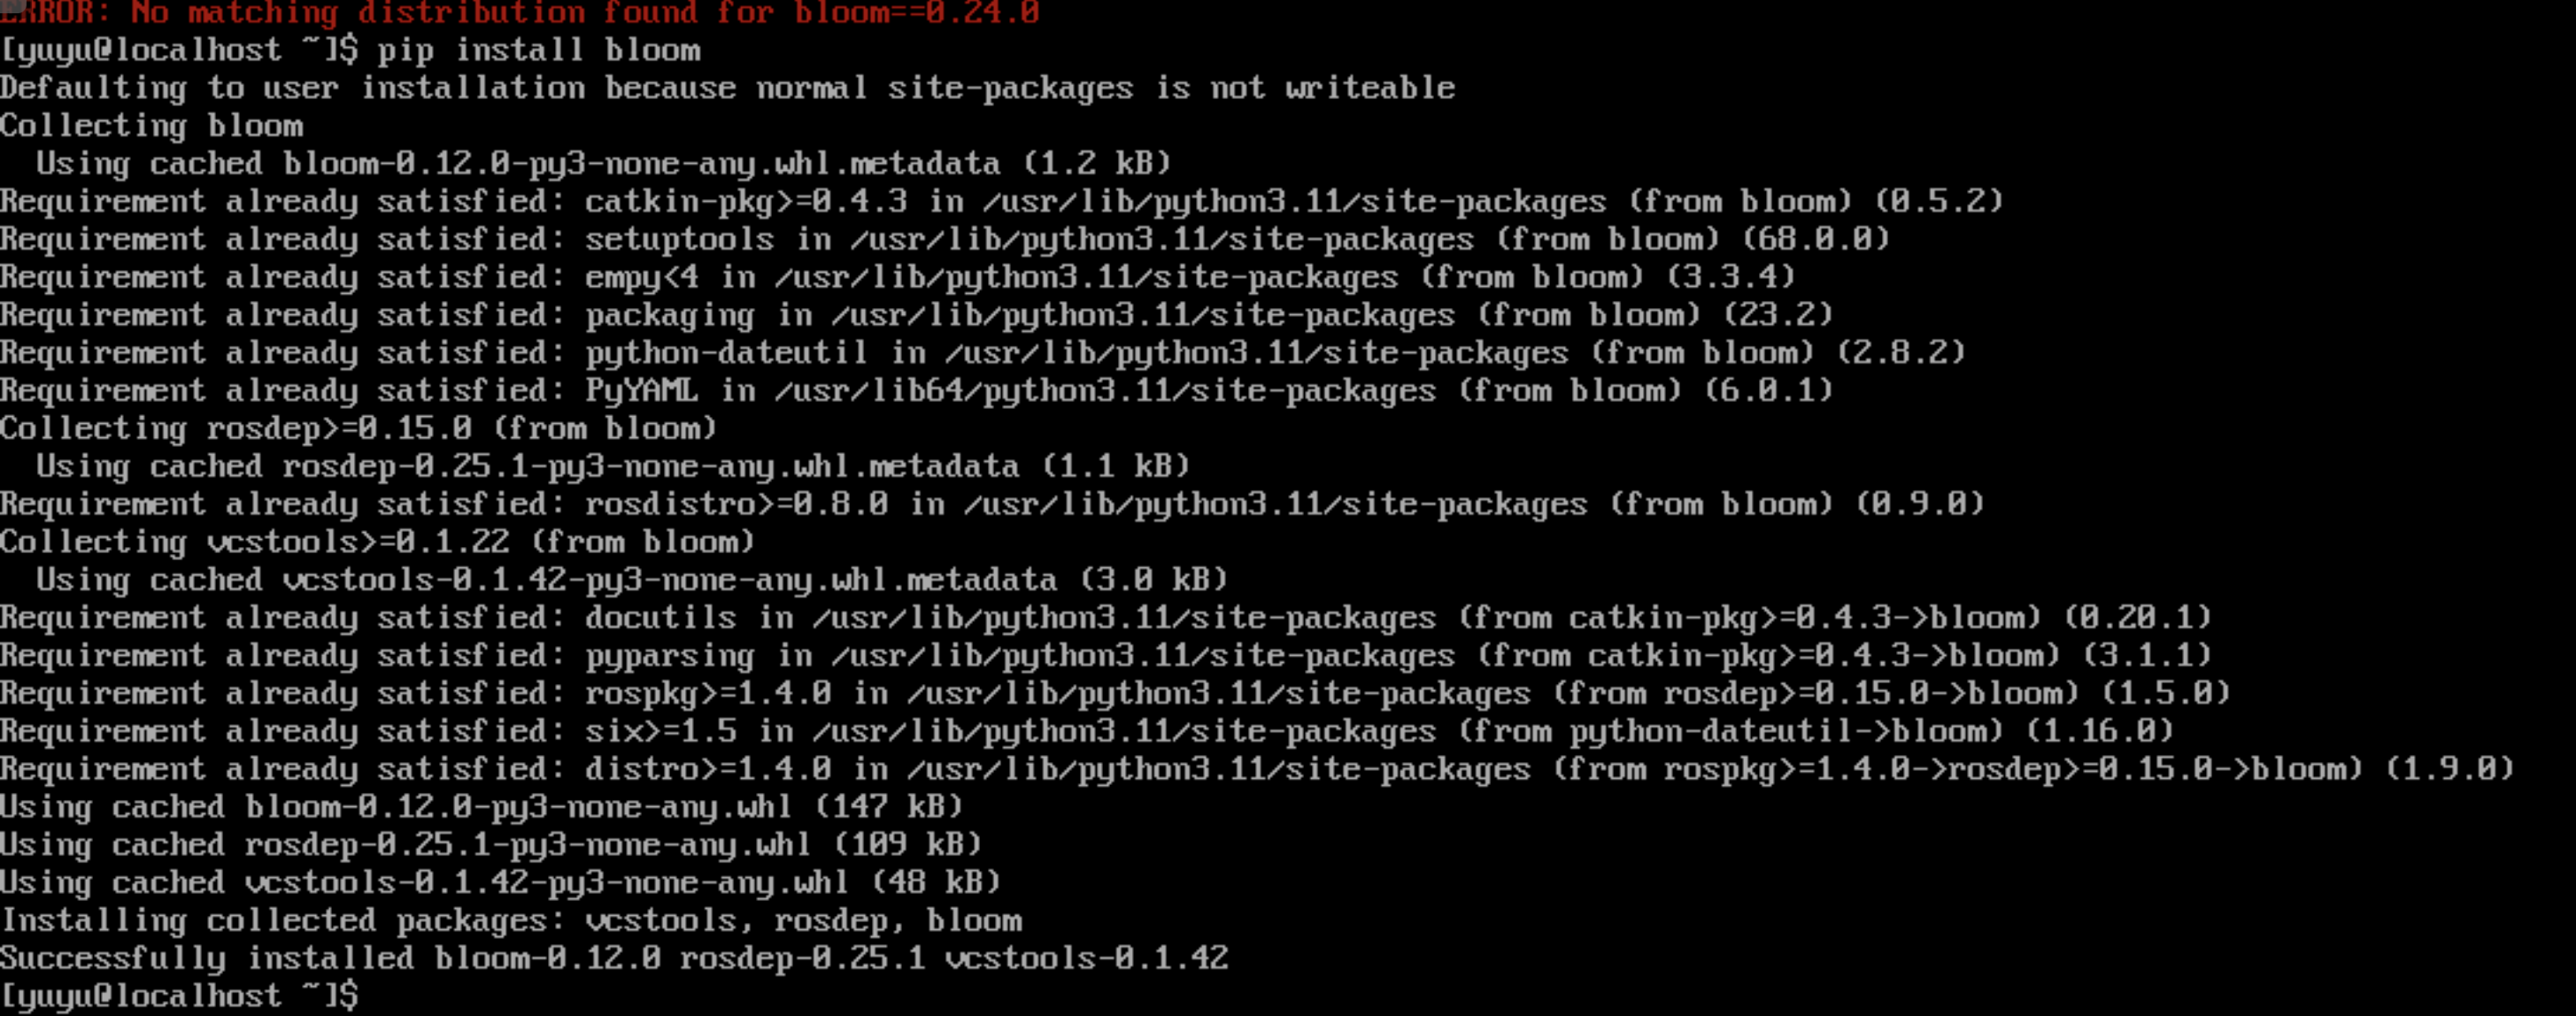 ERROR: No matching distribution found for bloom==0.24.0
[yuyu@localhost ~]$ pip install bloom
Defaulting to user installation because normal site-packages is not writeable
Collecting bloom
  Using cached bloom-0.12.0-py3-none-any.whl.metadata (1.2 kB)
Requirement already satisfied: catkin-pkg>=0.4.3 in /usr/lib/python3.11/site-packages (from bloom) (0.5.2)
Requirement already satisfied: setuptools in /usr/lib/python3.11/site-packages (from bloom) (68.0.0)
Requirement already satisfied: empy<4 in /usr/lib/python3.11/site-packages (from bloom) (3.3.4)
Requirement already satisfied: packaging in /usr/lib/python3.11/site-packages (from bloom) (23.2)
Requirement already satisfied: python-dateutil in /usr/lib/python3.11/site-packages (from bloom) (2.8.2)
Requirement already satisfied: PyYAML in /usr/lib64/python3.11/site-packages (from bloom) (6.0.1)
Collecting rosdep>=0.15.0 (from bloom)
  Using cached rosdep-0.25.1-py3-none-any.whl.metadata (1.1 kB)
Requirement already satisfied: rosdistro>=0.8.0 in /usr/lib/python3.11/site-packages (from bloom) (0.9.0)
Collecting vcstools>=0.1.22 (from bloom)
  Using cached vcstools-0.1.42-py3-none-any.whl.metadata (3.0 kB)
Requirement already satisfied: docutils in /usr/lib/python3.11/site-packages (from catkin-pkg>=0.4.3->bloom) (0.20.1)
Requirement already satisfied: pyparsing in /usr/lib/python3.11/site-packages (from catkin-pkg>=0.4.3->bloom) (3.1.1)
Requirement already satisfied: rospkg>=1.4.0 in /usr/lib/python3.11/site-packages (from rosdep>=0.15.0->bloom) (1.5.0)
Requirement already satisfied: six>=1.5 in /usr/lib/python3.11/site-packages (from python-dateutil->bloom) (1.16.0)
Requirement already satisfied: distro>=1.4.0 in /usr/lib/python3.11/site-packages (from rospkg>=1.4.0->rosdep>=0.15.0->bloom) (1.9.0)
Using cached bloom-0.12.0-py3-none-any.whl (147 kB)
Using cached rosdep-0.25.1-py3-none-any.whl (109 kB)
Using cached vcstools-0.1.42-py3-none-any.whl (48 kB)
Installing collected packages: vcstools, rosdep, bloom
Successfully installed bloom-0.12.0 rosdep-0.25.1 vcstools-0.1.42
[yuyu@localhost ~]$